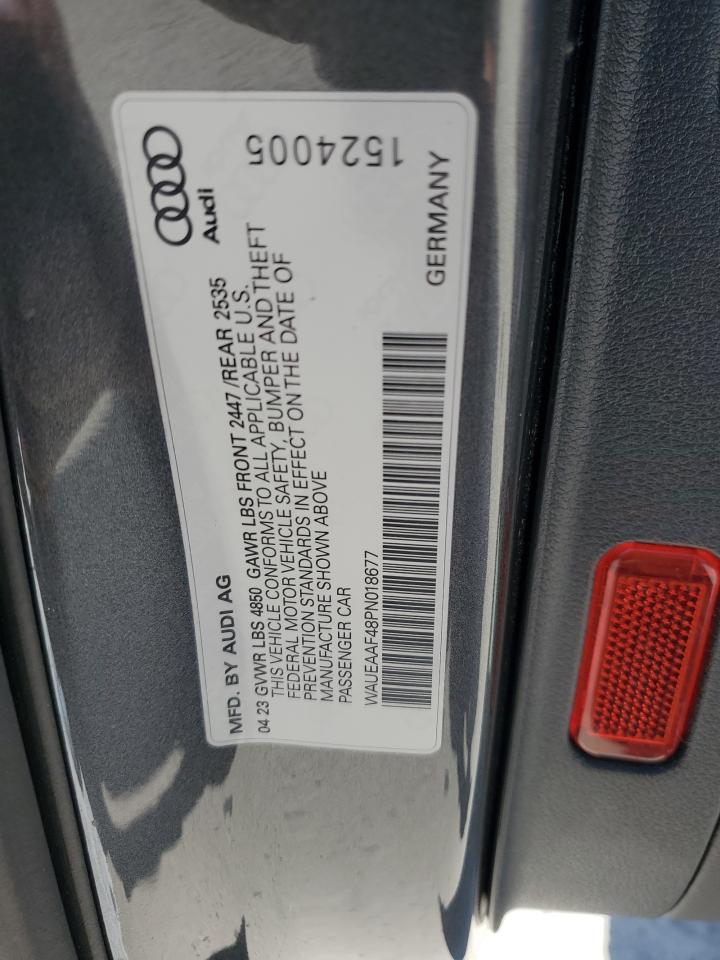 MFD. BY AUDI AG
Audi
04 23 GVWR LBS 4850 GAWR LBS FRONT 2447 /REAR 2535
THIS VEHICLE CONFORMS TO ALL APPLICABLE U.S.
FEDERAL MOTOR VEHICLE SAFETY, BUMPER AND THEFT
PREVENTION STANDARDS IN EFFECT ON THE DATE OF
MANUFACTURE SHOWN ABOVE
PASSENGER CAR
1524005
WAUEAAF48PN018677
GERMANY